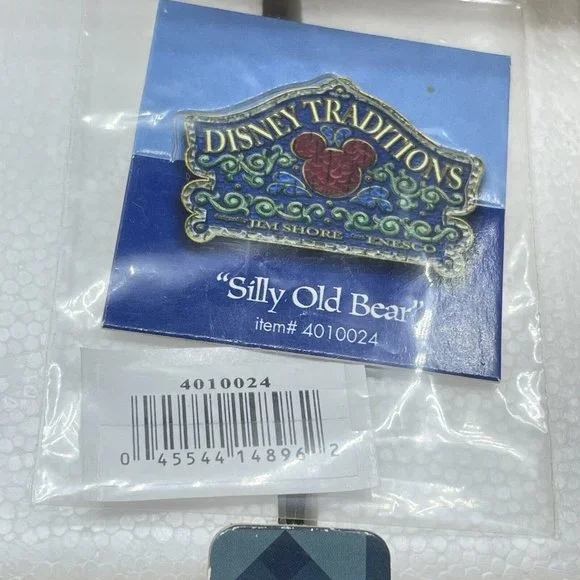 DISNEY TRADITIONS
JIM SHORE ENESCO
“Silly Old Bear”
item# 4010024
4010024
0 45544 14896 2